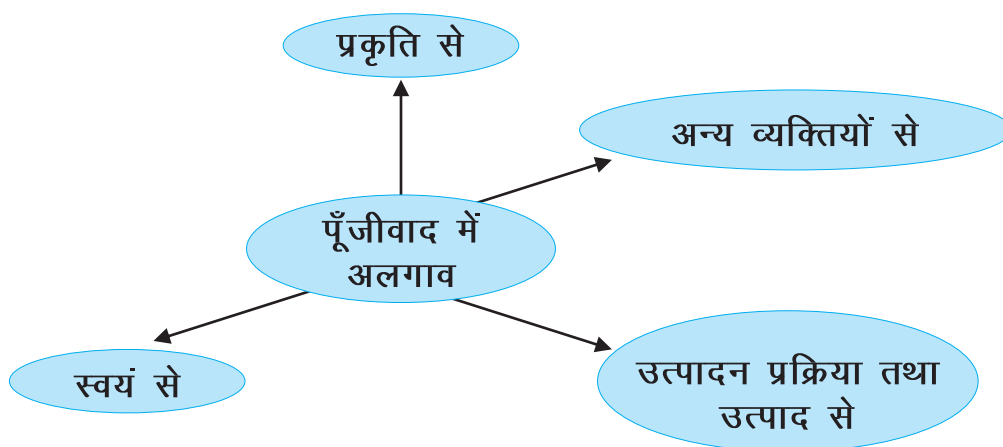 प्रकृति से
अन्य व्यक्तियों से
पूँजीवाद में
अलगाव
स्वयं से
उत्पादन प्रक्रिया तथा
उत्पाद से